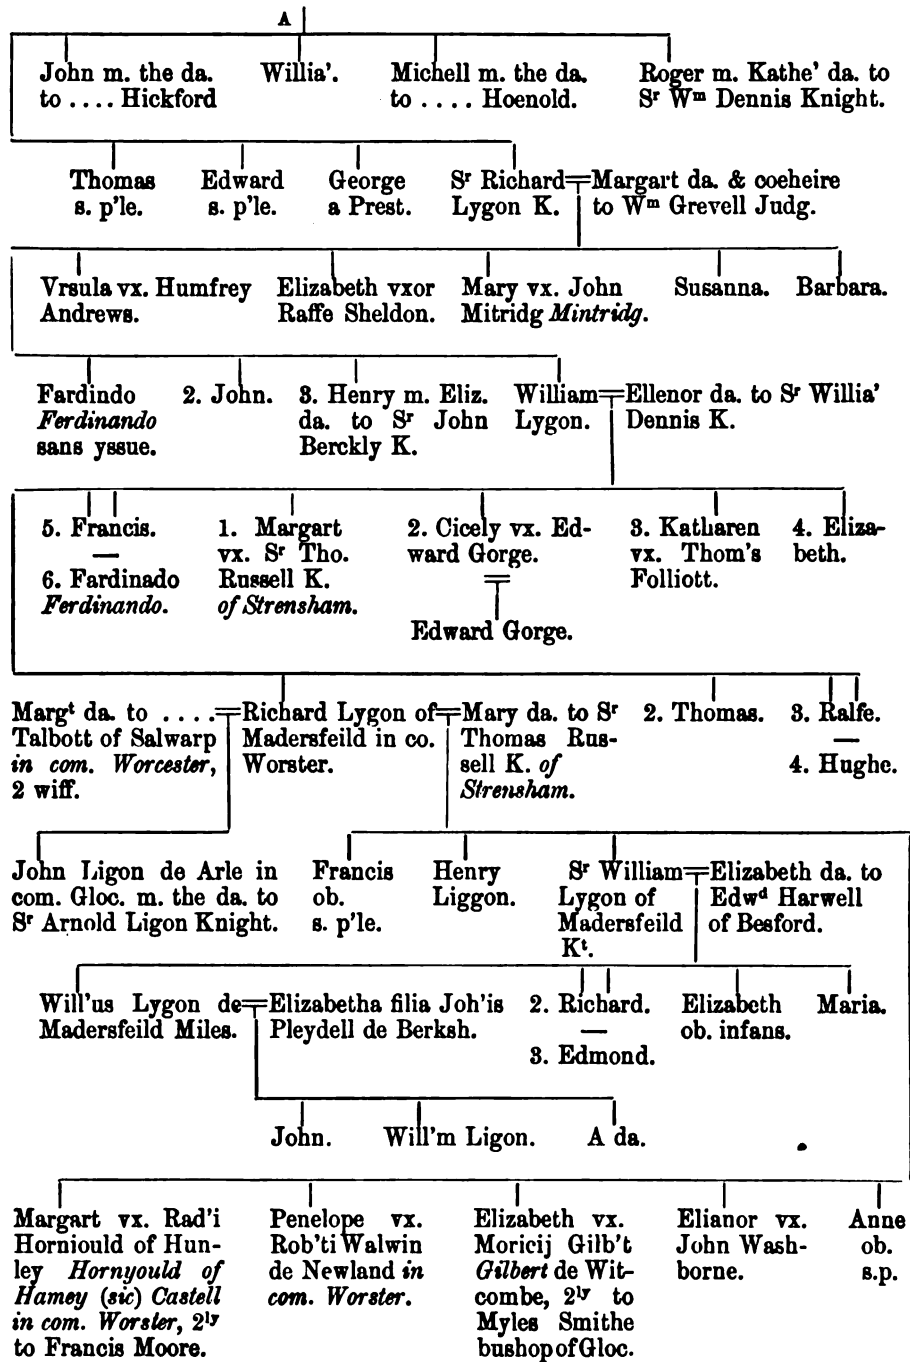 A
John m. the da.
to .... Hickford
Willia'.
Michell m. the da.
to .... Hoenold.
Roger m. Kathe' da. to
Sr Wm Dennis Knight.
Thomas
s. p'le.
Edward
s. p'le.
George
a Prest.
Sr Richard
Lygon K.
Margart da. & coeheire
to Wm Grevell Judg.
Vrsula vx. Humfrey
Andrews.
Elizabeth vxor
Raffe Sheldon.
Mary vx. John
Mitridg Mintridg.
Susanna.
Barbara.
Fardindo
Ferdinando
sans yssue.
2. John.
3. Henry m. Eliz.
da. to Sr John
Berckly K.
William
Lygon.
Ellenor da. to Sr Willia'
Dennis K.
5. Francis.
—
6. Fardinado
Ferdinando.
1. Margart
vx. Sr Tho.
Russell K.
of Strensham.
2. Cicely vx. Ed-
ward Gorge.
Edward Gorge.
3. Katharen
vx. Thom's
Folliott.
4. Eliza-
beth.
Margt da. to ....
Talbott of Salwarp
in com. Worcester,
2 wiff.
Richard Lygon of
Madersfeild in co.
Worster.
Mary da. to Sr
Thomas Rus-
sell K. of
Strensham.
2. Thomas.
3. Ralfe.
—
4. Hughe.
John Ligon de Arle in
com. Gloc. m. the da. to
Sr Arnold Ligon Knight.
Francis
ob.
s. p'le.
Henry
Liggon.
Sr William
Lygon of
Madersfeild
Kt.
Elizabeth da. to
Edwd Harwell
of Besford.
Will'us Lygon de
Madersfeild Miles.
Elizabetha filia Joh'is
Pleydell de Berksh.
2. Richard.
—
3. Edmond.
Elizabeth
ob. infans.
Maria.
John.
Will'm Ligon.
A da.
Margart vx. Rad'i
Horniould of Hun-
ley Hornyould of
Hamey (sic) Castell
in com. Worster, 2ly
to Francis Moore.
Penelope vx.
Rob'ti Walwin
de Newland in
com. Worster.
Elizabeth vx.
Moricij Gilb't
Gilbert de Wit-
combe, 2ly to
Myles Smithe
bushop of Gloc.
Elianor vx.
John Wash-
borne.
Anne
ob.
s.p.